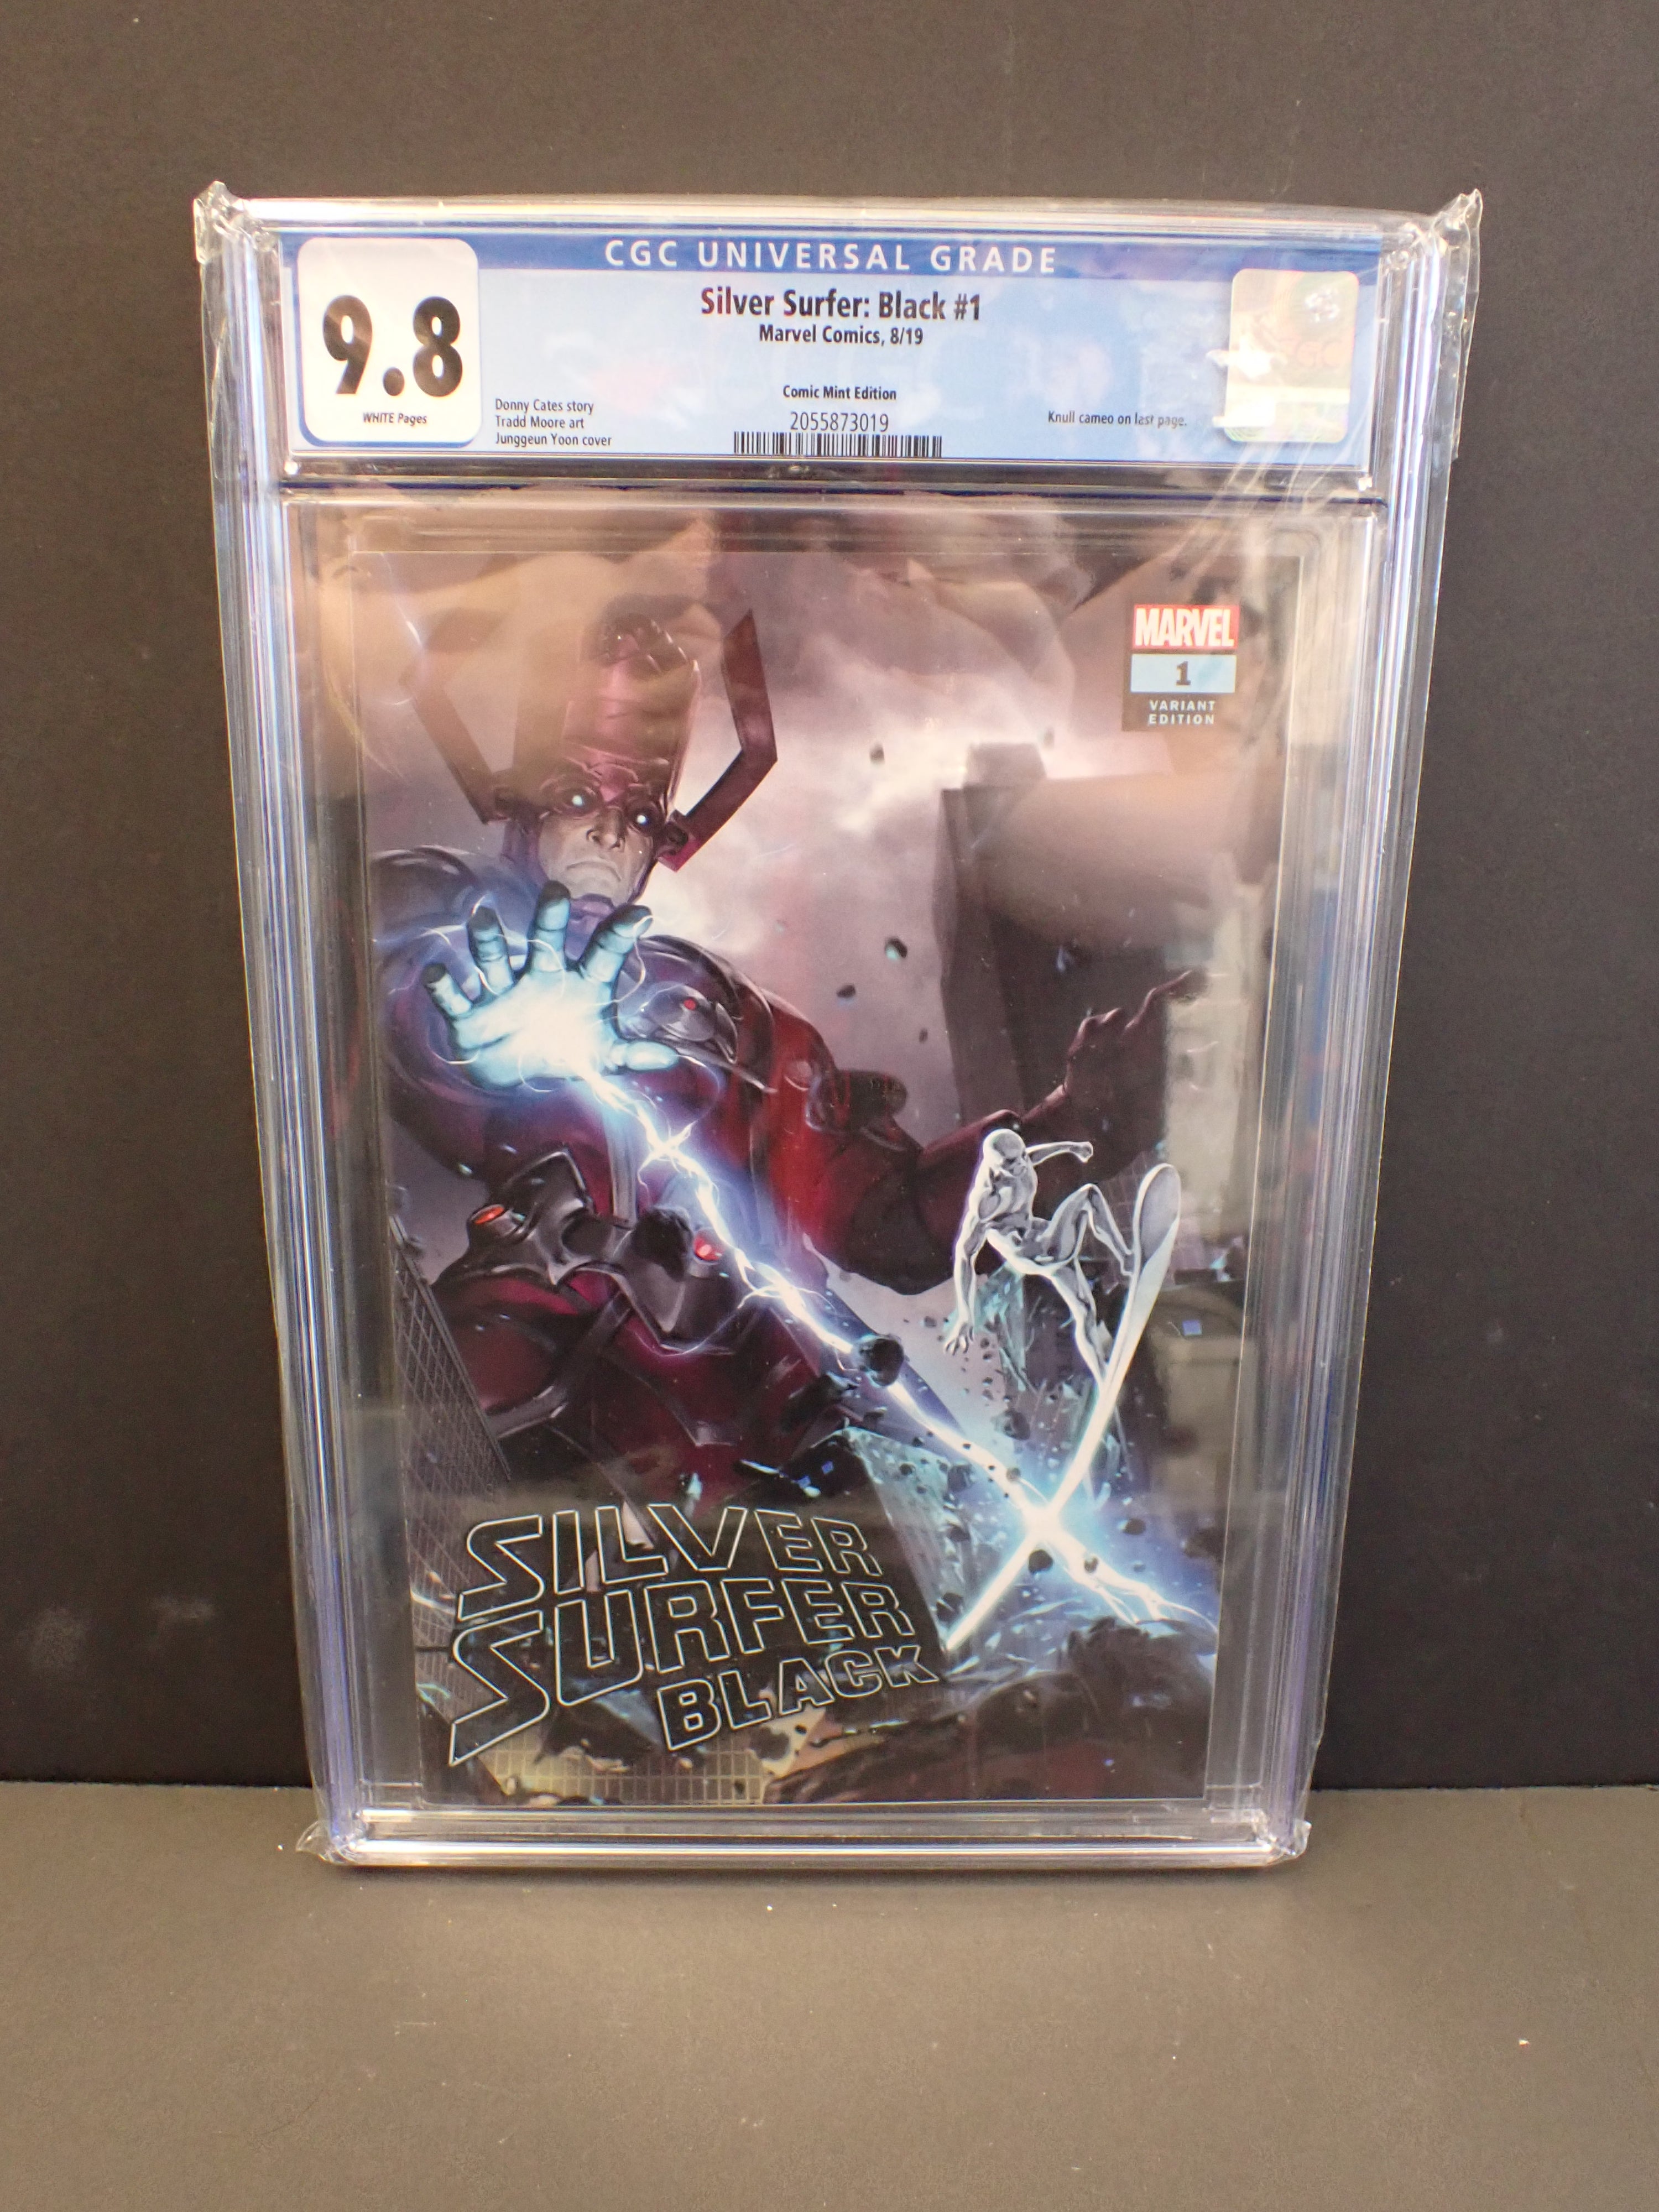 CGC UNIVERSAL GRADE
9.8
WHITE Pages
Silver Surfer: Black #1
Marvel Comics, 8/19
Comic Mint Edition
2055873019
Donny Cates story
Tradd Moore art
Junggeun Yoon cover
Knull cameo on last page.
CGC
MARVEL
1
VARIANT
EDITION
SILVER
SURFER
BLACK